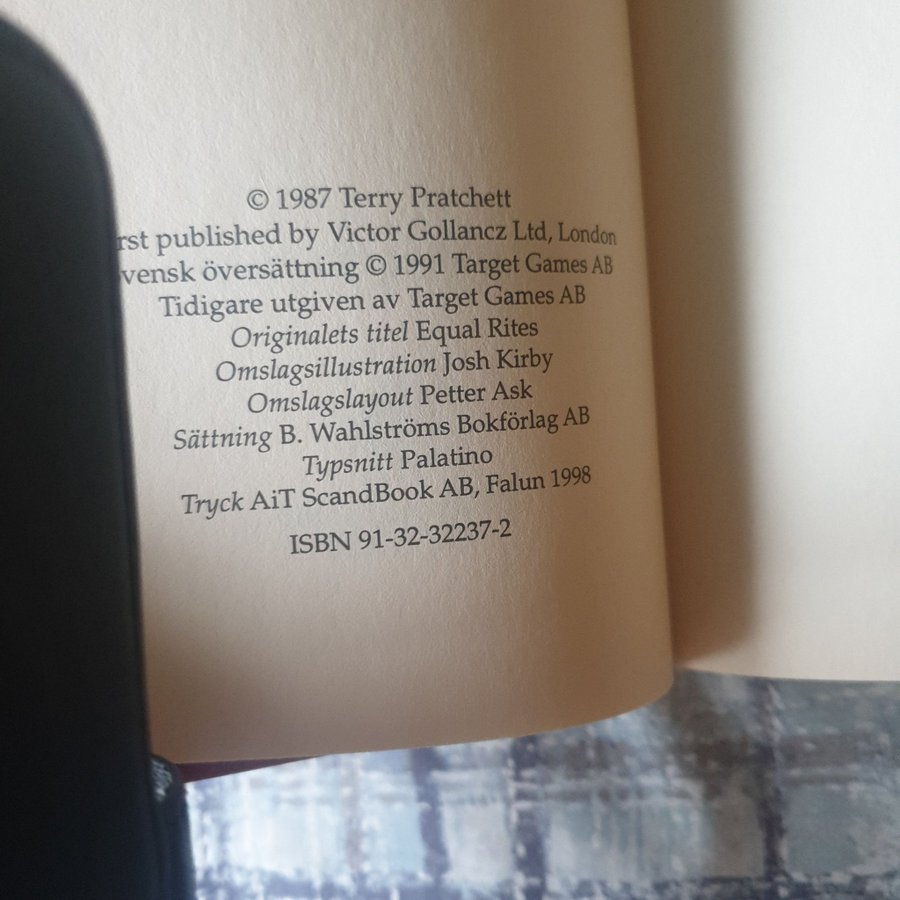 © 1987 Terry Pratchett
rst published by Victor Gollancz Ltd, London
vensk översättning © 1991 Target Games AB
Tidigare utgiven av Target Games AB
Originalets titel Equal Rites
Omslagsillustration Josh Kirby
Omslagslayout Petter Ask
Sättning B. Wahlströms Bokförlag AB
Typsnitt Palatino
Tryck AiT ScandBook AB, Falun 1998
ISBN 91-32-32237-2